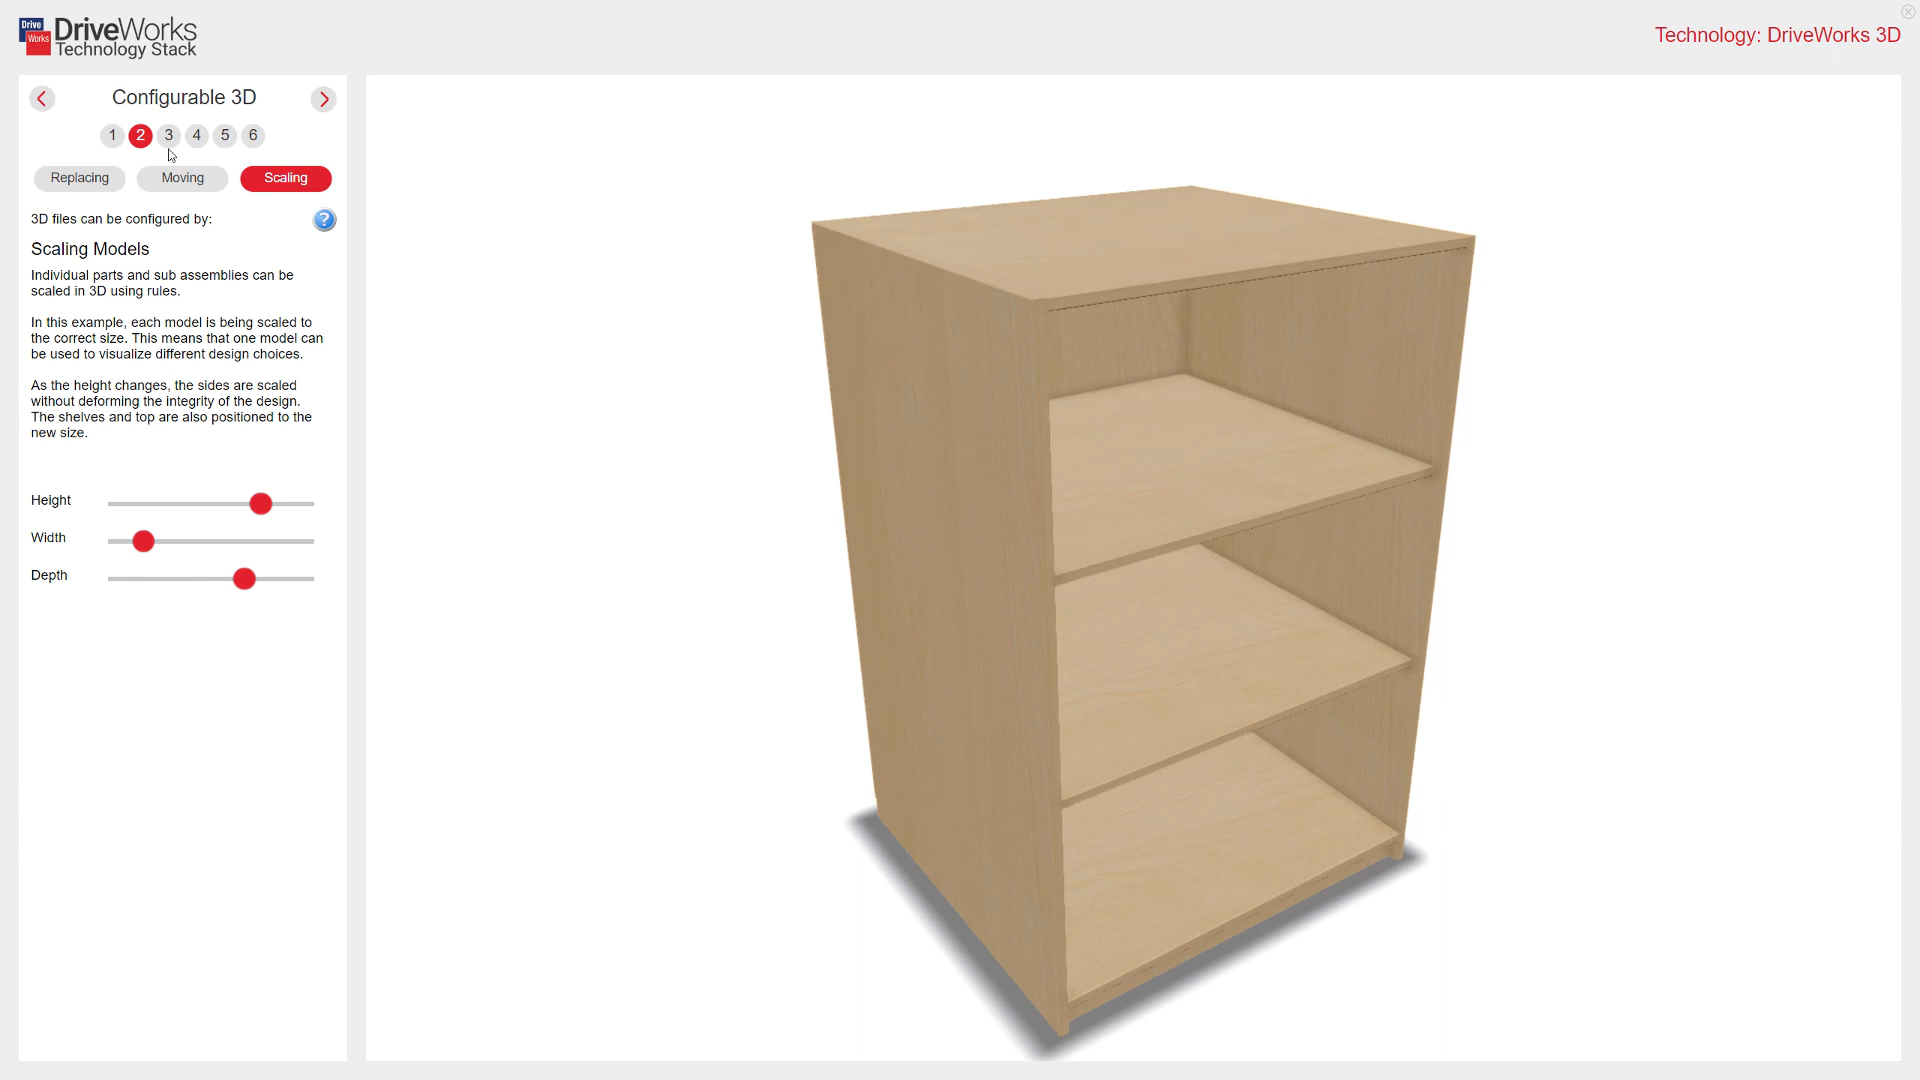 Drive
Works
DriveWorks
Technology Stack
Technology: DriveWorks 3D
Configurable 3D
1 2 3 4 5 6
Replacing Moving Scaling
3D files can be configured by:
?
Scaling Models
Individual parts and sub assemblies can be
scaled in 3D using rules.
In this example, each model is being scaled to
the correct size. This means that one model can
be used to visualize different design choices.
As the height changes, the sides are scaled
without deforming the integrity of the design.
The shelves and top are also positioned to the
new size.
Height
Width
Depth